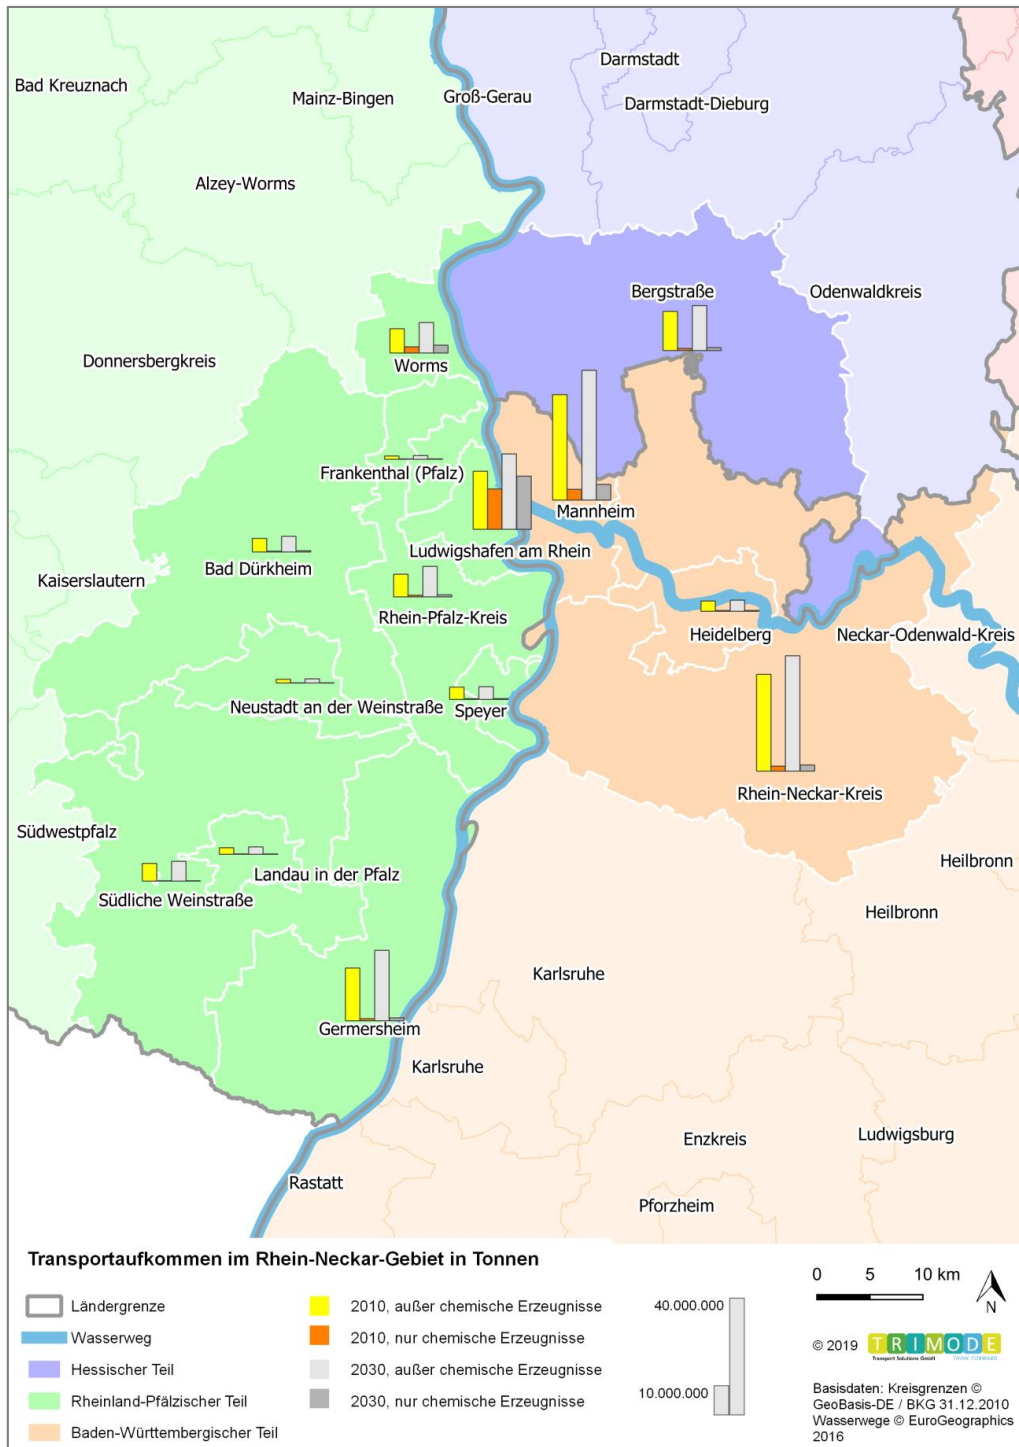 Darmstadt
Bad Kreuznach
Mainz-Bingen
Groß-Gerau
Darmstadt-Dieburg
Alzey-Worms
Bergstraße
Odenwaldkreis
Donnersbergkreis
Worms
Frankenthal (Pfalz)
Mannheim
Ludwigshafen am Rhein
Bad Dürkheim
Kaiserslautern
Rhein-Pfalz-Kreis
Heidelberg
Neckar-Odenwald-Kreis
Neustadt an der Weinstraße
Speyer
Rhein-Neckar-Kreis
Südwestpfalz
Heilbronn
Landau in der Pfalz
Südliche Weinstraße
Heilbronn
Karlsruhe
Germersheim
Karlsruhe
Enzkreis
Ludwigsburg
Rastatt
Pforzheim
Transportaufkommen im Rhein-Neckar-Gebiet in Tonnen
Ländergrenze
Wasserweg
Hessischer Teil
Rheinland-Pfälzischer Teil
Baden-Württembergischer Teil
2010, außer chemische Erzeugnisse
2010, nur chemische Erzeugnisse
2030, außer chemische Erzeugnisse
2030, nur chemische Erzeugnisse
40.000.000
10.000.000
0 5 10 km
N
© 2019 TRIMODE
Transport Solutions GmbH THINK FORWARD
Basisdaten: Kreisgrenzen ©
GeoBasis-DE / BKG 31.12.2010
Wasserwege © EuroGeographics
2016